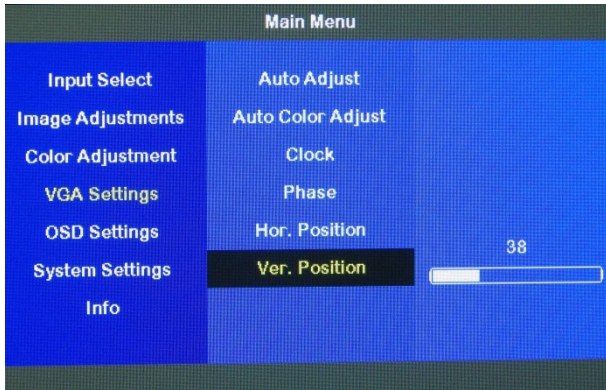 Main Menu
Input Select
Image Adjustments
Color Adjustment
VGA Settings
OSD Settings
System Settings
Info
Auto Adjust
Auto Color Adjust
Clock
Phase
Hor. Position
Ver. Position
38